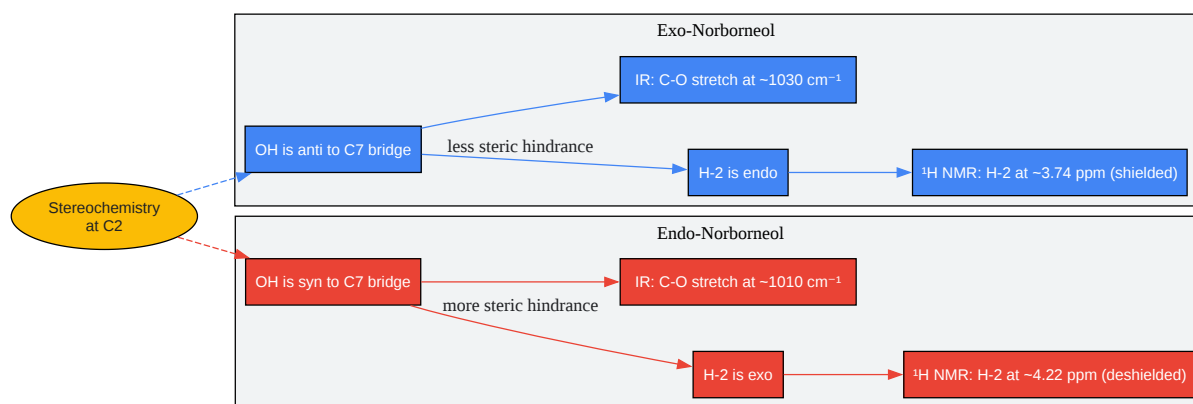 Exo-Norborneol
IR: C-O stretch at ~1030 cm⁻¹
OH is anti to C7 bridge
less steric hindrance
H-2 is endo
¹H NMR: H-2 at ~3.74 ppm (shielded)
Stereochemistry
at C2
Endo-Norborneol
OH is syn to C7 bridge
IR: C-O stretch at ~1010 cm⁻¹
more steric hindrance
H-2 is exo
¹H NMR: H-2 at ~4.22 ppm (deshielded)